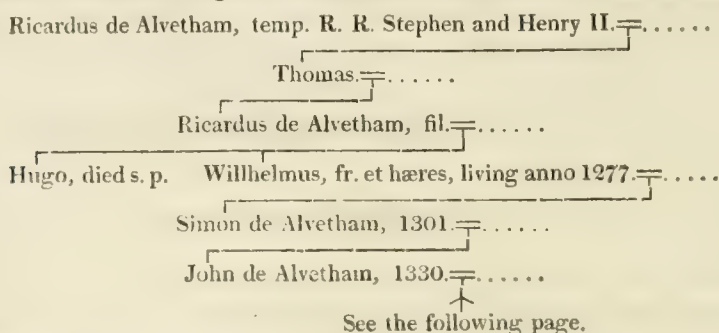 Ricardus de Alvetham, temp. R. R. Stephen and Henry II.=......
Thomas.=......
Ricardus de Alvetham, fil.=......
Hugo, died s. p. Willhelmus, fr. et hæres, living anno 1277.=.....
Simon de Alvetham, 1301.=......
John de Alvetham, 1330.=......
See the following page.